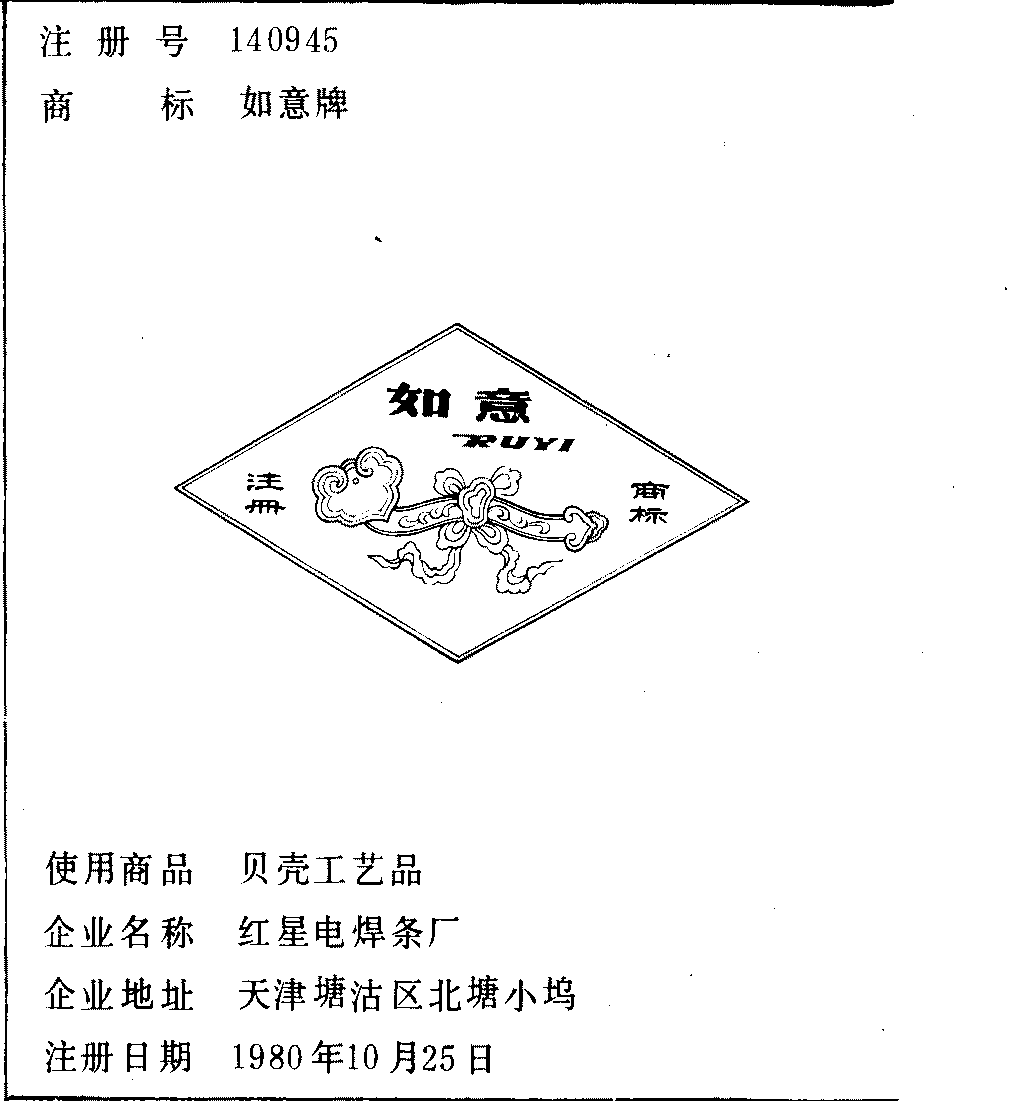 注册号 140945
商标 如意牌
如意
RUYI
注册
商标
使用商品 贝壳工艺品
企业名称 红星电焊条厂
企业地址 天津塘沽区北塘小坞
注册日期 1980年10月25日